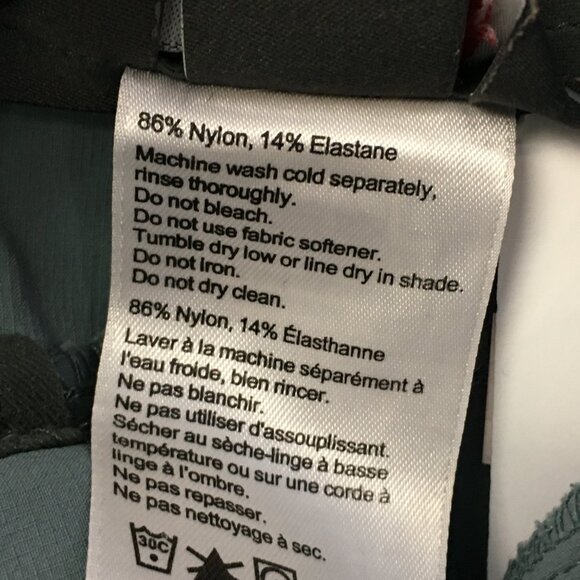 86% Nylon, 14% Elastane
Machine wash cold separately,
rinse thoroughly.
Do not bleach.
Do not use fabric softener.
Tumble dry low or line dry in shade.
Do not Iron.
Do not dry clean.
86% Nylon, 14% Élasthanne
Laver à la machine séparément à
l'eau froide, bien rincer.
Ne pas blanchir.
Ne pas utiliser d'assouplissant.
Sécher au sèche-linge à basse
température ou sur une corde à
linge à l'ombre.
Ne pas repasser.
Ne pas nettoyage à sec.
30C